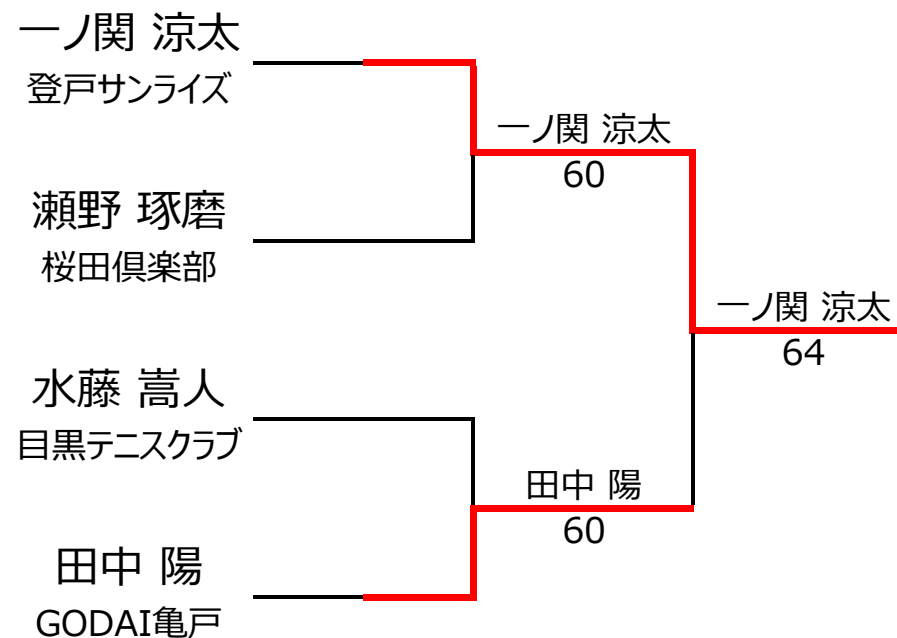 一ノ関 涼太
登戸サンライズ
瀬野 琢磨
桜田倶楽部
水藤 嵩人
目黒テニスクラブ
田中 陽
GODAI亀戸
一ノ関 涼太
60
田中 陽
60
一ノ関 涼太
64